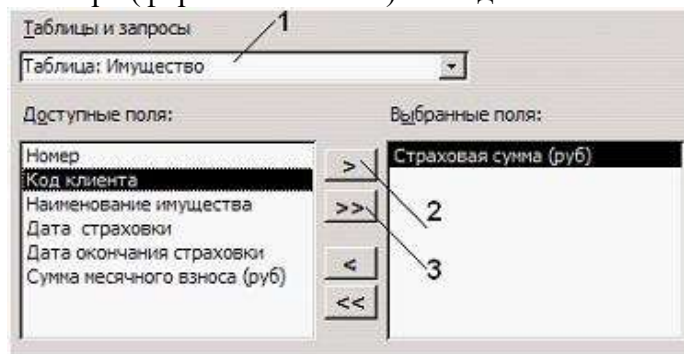 Таблицы и запросы
1
Таблица: Имущество
Доступные поля:
Выбранные поля:
Номер
Код клиента
Наименование имущества
Дата страховки
Дата окончания страховки
Сумма месячного взноса (руб)
>
>>
<
<<
Страховая сумма (руб)
2
3